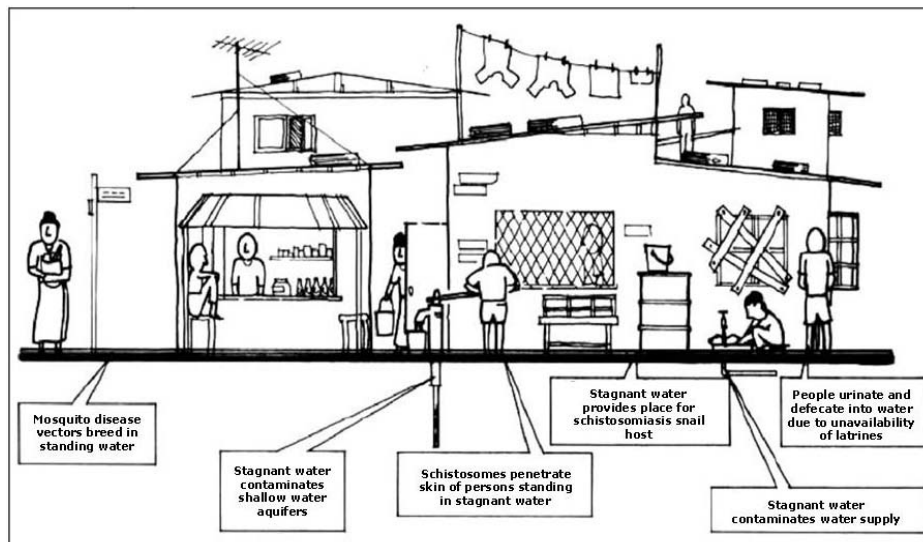 Mosquito disease
vectors breed in
standing water
Stagnant water
contaminates
shallow water
aquifers
Schistosomes penetrate
skin of persons standing
in stagnant water
Stagnant water
provides place for
schistosomiasis snail
host
People urinate and
defecate into water
due to unavailability
of latrines
Stagnant water
contaminates water supply